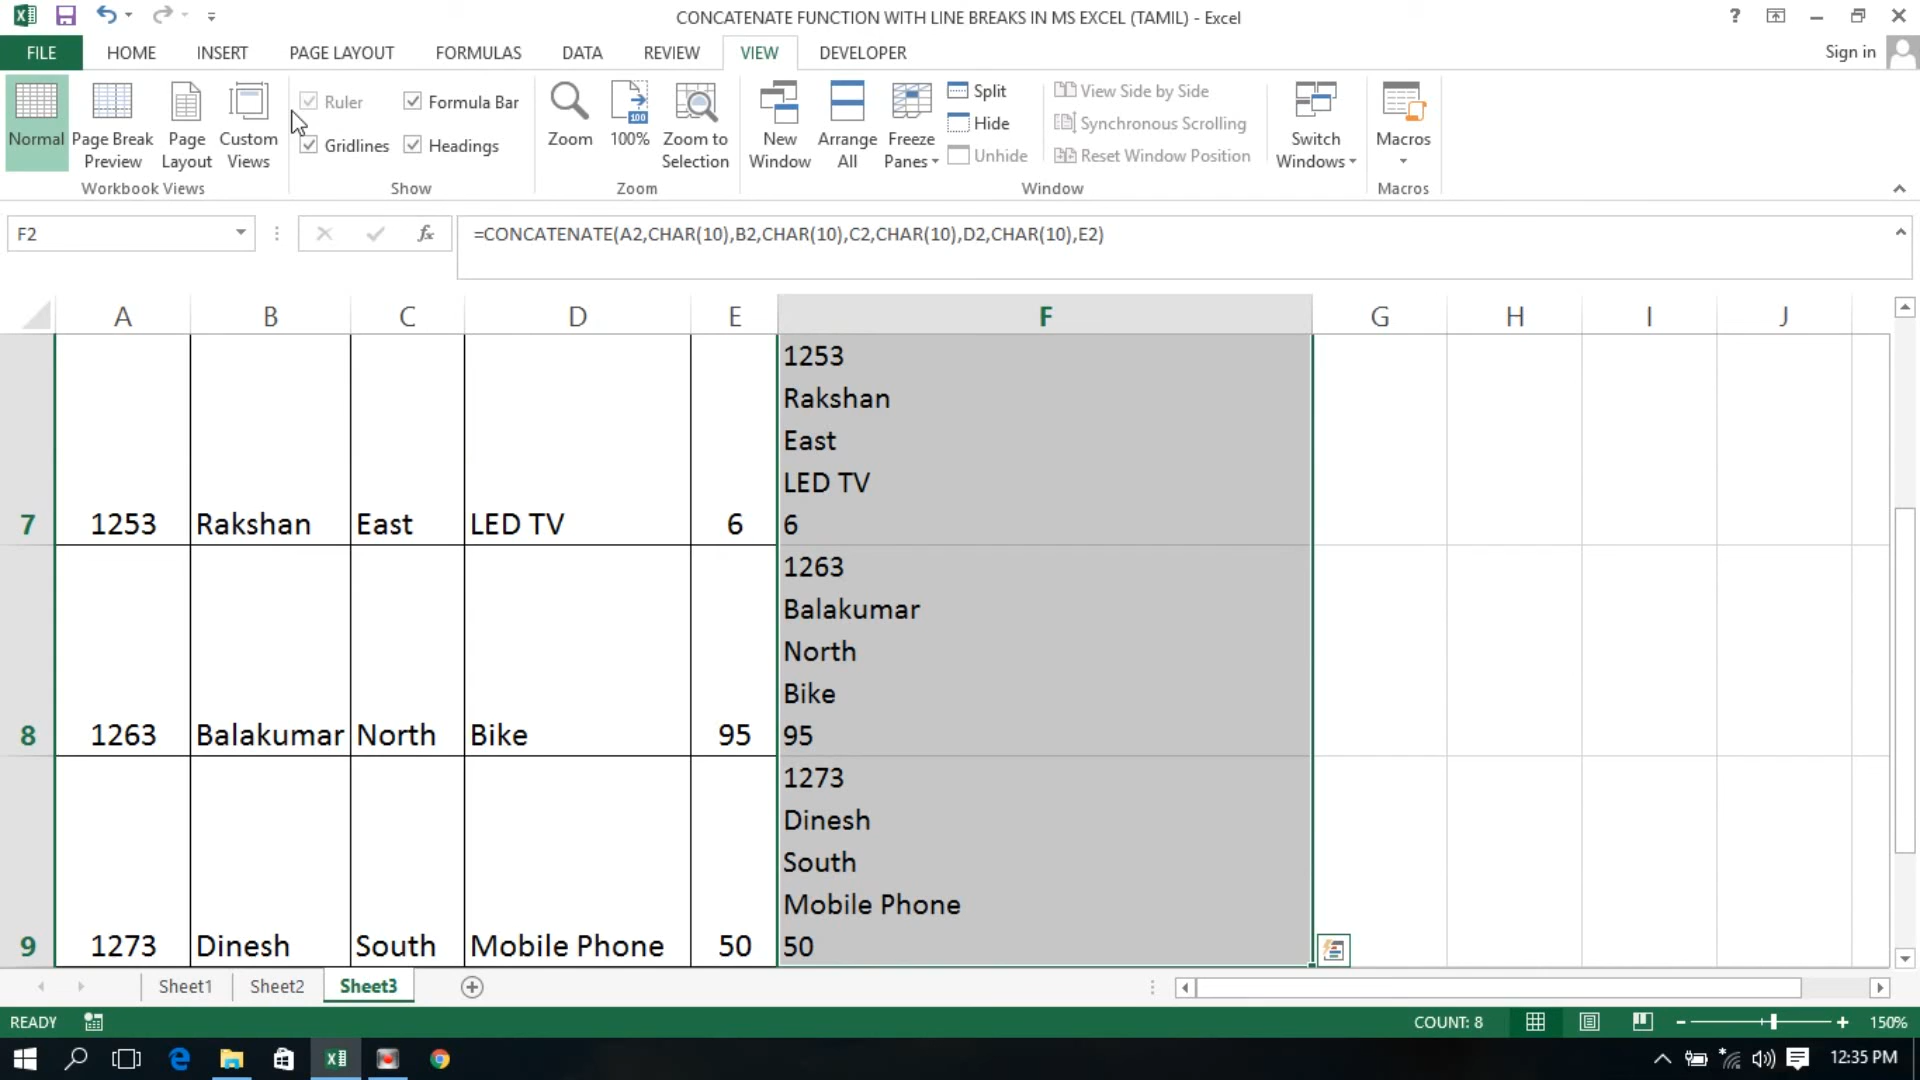 CONCATENATE FUNCTION WITH LINE BREAKS IN MS EXCEL (TAMIL) - Excel
?
FILE HOME INSERT PAGE LAYOUT FORMULAS DATA REVIEW VIEW DEVELOPER Sign in
Normal
Page Break Preview
Page Layout
Custom Views
Workbook Views
Ruler
Formula Bar
Gridlines
Headings
Show
Zoom
100
100%
Zoom to Selection
Zoom
New Window
Arrange All
Freeze Panes
Split
Hide
Unhide
View Side by Side
Synchronous Scrolling
Reset Window Position
Window
Switch Windows
Macros
Macros
F2
fx
=CONCATENATE(A2,CHAR(10),B2,CHAR(10),C2,CHAR(10),D2,CHAR(10),E2)
A B C D E F G H I J
1253
Rakshan
East
LED TV
7 1253 Rakshan East LED TV 6 6
1263
Balakumar
North
Bike
8 1263 Balakumar North Bike 95 95
1273
Dinesh
South
Mobile Phone
9 1273 Dinesh South Mobile Phone 50 50
Sheet1 Sheet2 Sheet3
READY COUNT: 8 150%
12:35 PM